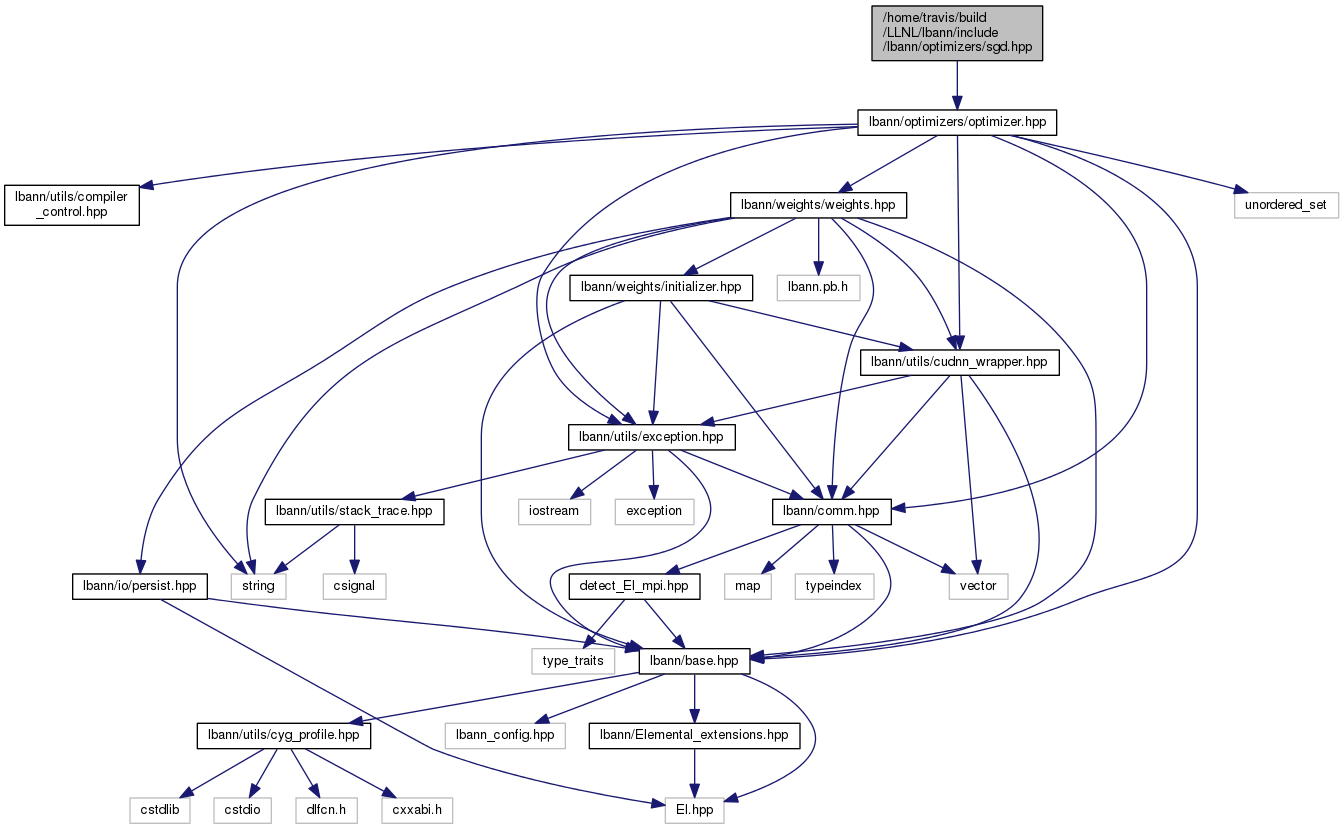 /home/travis/build
/LLNL/lbann/include
/lbann/optimizers/sgd.hpp
lbann/optimizers/optimizer.hpp
lbann/utils/compiler
_control.hpp
lbann/weights/weights.hpp
unordered_set
lbann/weights/initializer.hpp
lbann.pb.h
lbann/utils/cudnn_wrapper.hpp
lbann/utils/exception.hpp
lbann/utils/stack_trace.hpp
iostream
exception
lbann/comm.hpp
lbann/io/persist.hpp
string
csignal
detect_El_mpi.hpp
map
typeindex
vector
type_traits
lbann/base.hpp
lbann/utils/cyg_profile.hpp
lbann_config.hpp
lbann/Elemental_extensions.hpp
cstdlib
cstdio
dlfcn.h
cxxabi.h
El.hpp